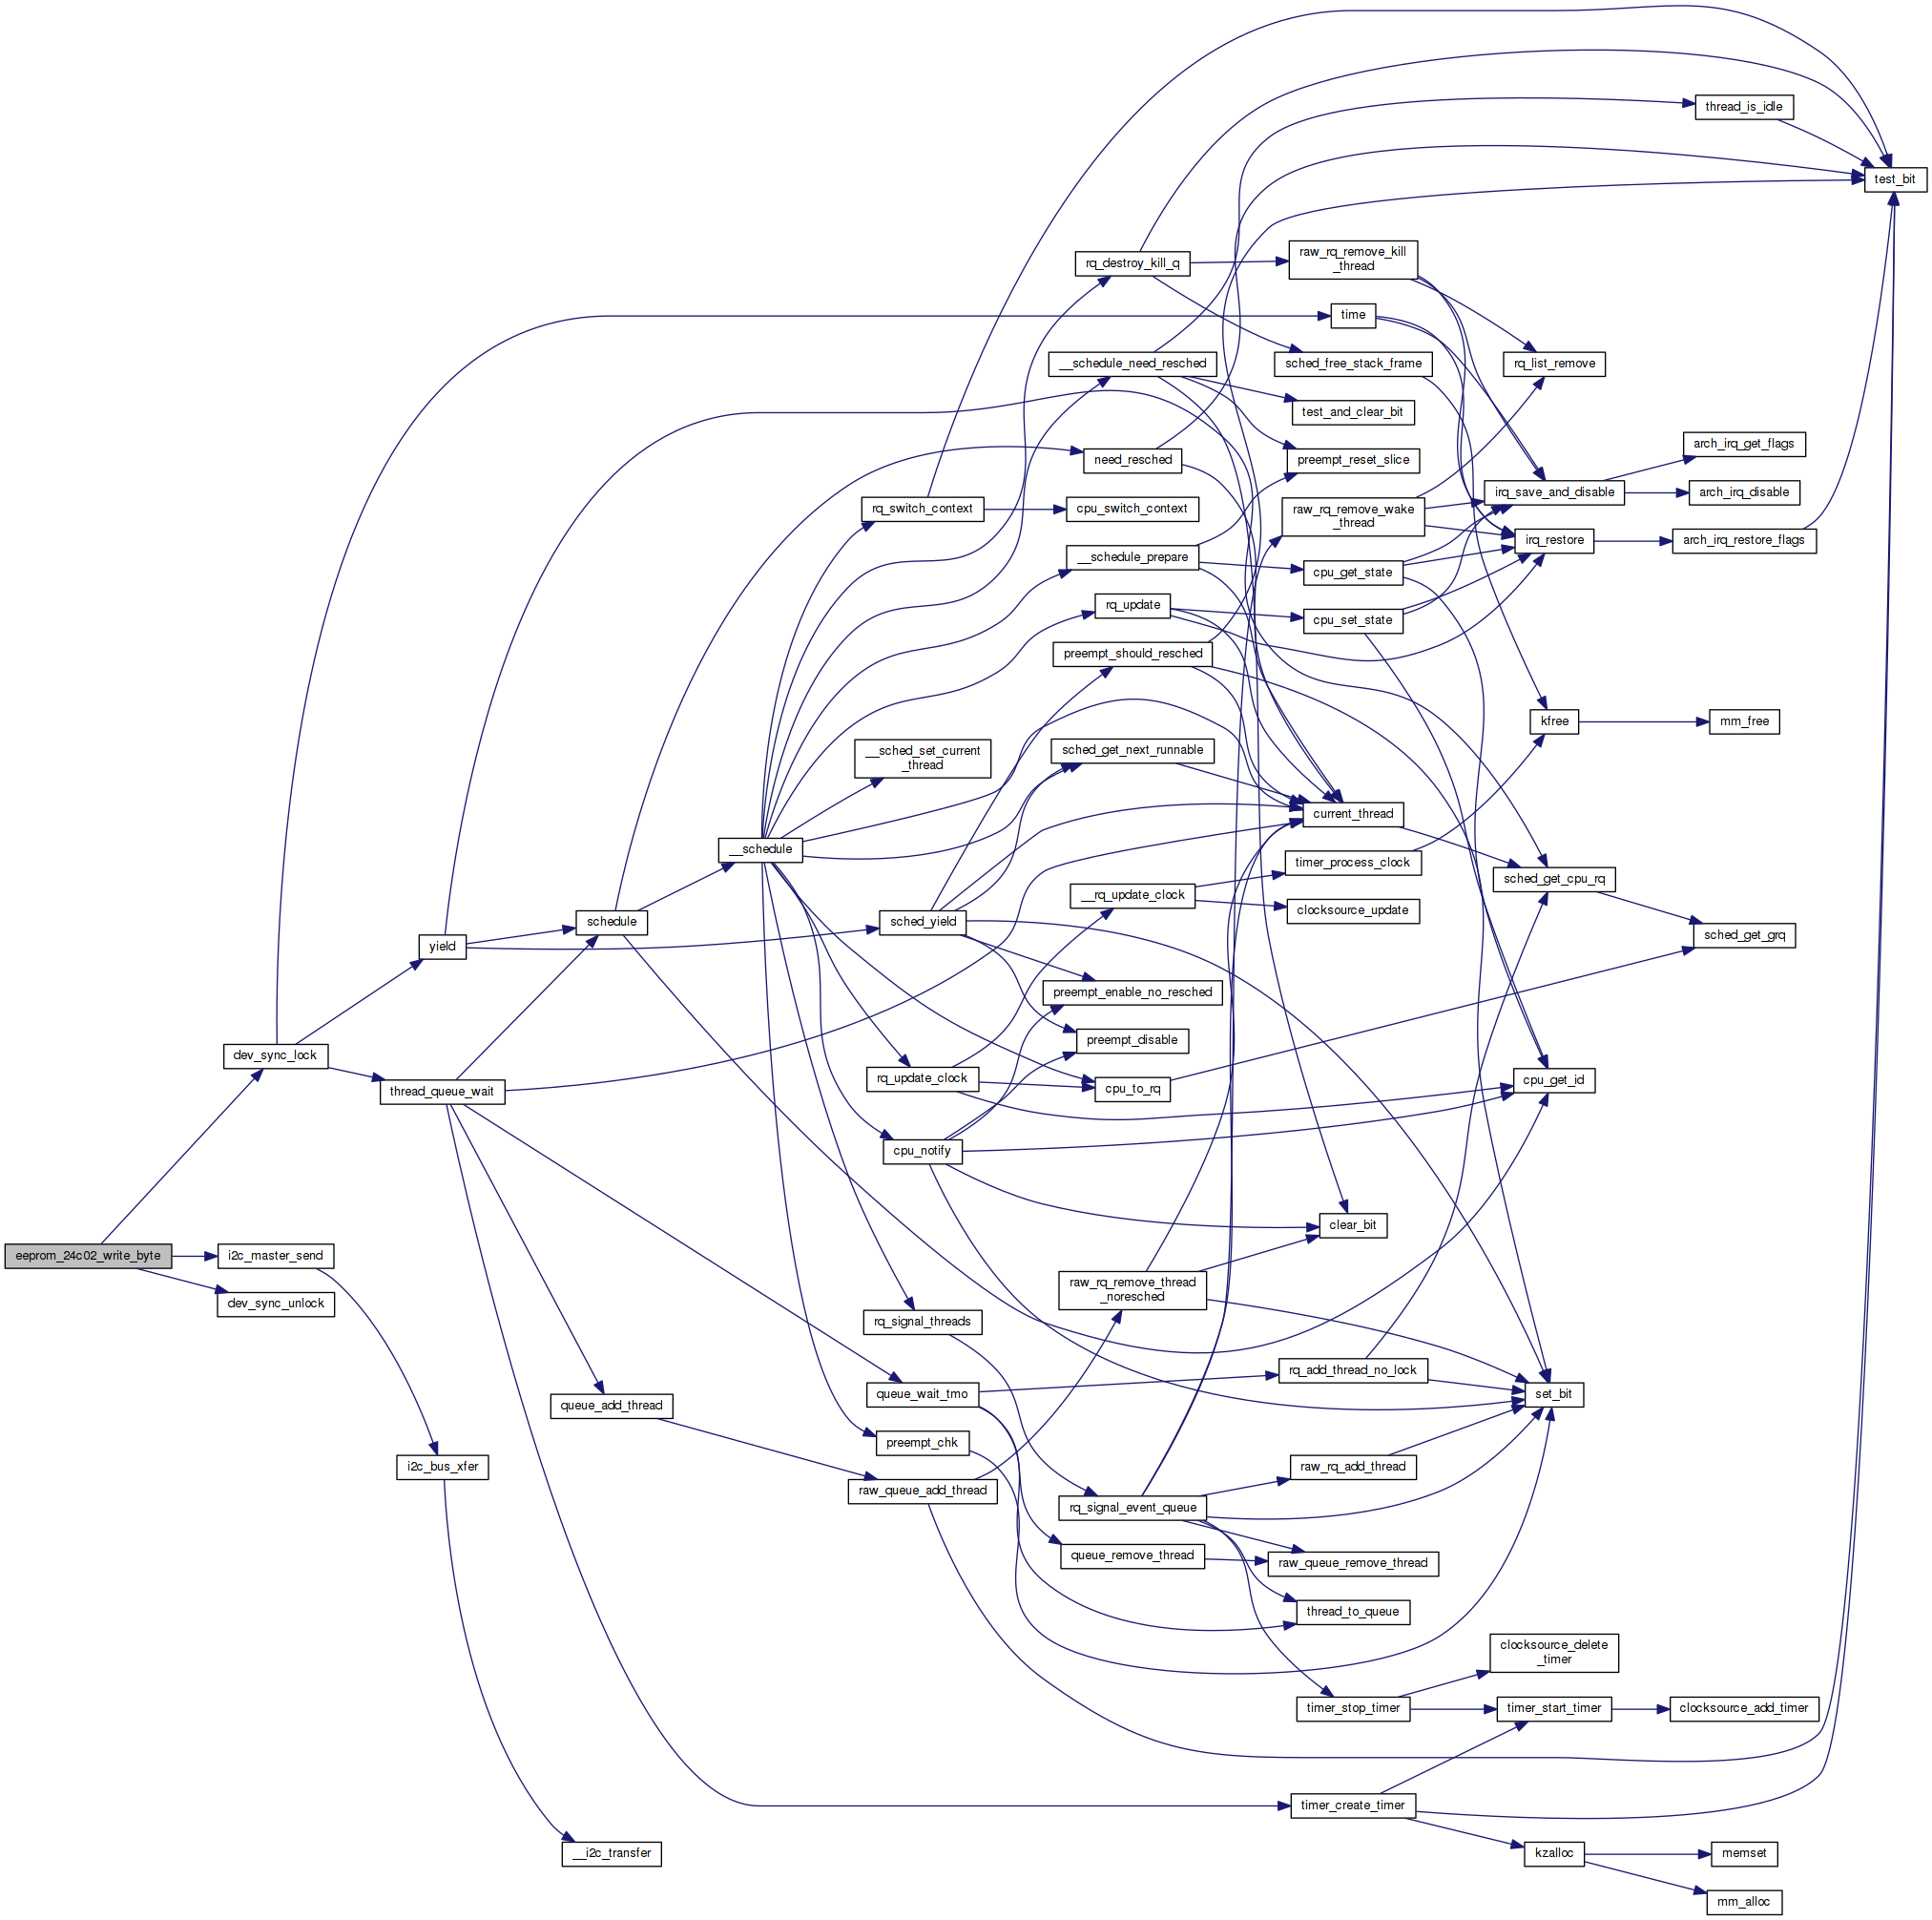 eeprom_24c02_write_byte
dev_sync_lock
i2c_master_send
dev_sync_unlock
yield
thread_queue_wait
i2c_bus_xfer
schedule
queue_add_thread
__i2c_transfer
__schedule
rq_switch_context
__sched_set_current
_thread
sched_yield
rq_update_clock
cpu_notify
rq_signal_threads
queue_wait_tmo
preempt_chk
raw_queue_add_thread
rq_destroy_kill_q
__schedule_need_resched
need_resched
cpu_switch_context
__schedule_prepare
rq_update
preempt_should_resched
sched_get_next_runnable
__rq_update_clock
preempt_enable_no_resched
preempt_disable
cpu_to_rq
raw_rq_remove_thread
_noresched
rq_signal_event_queue
queue_remove_thread
raw_rq_remove_kill
_thread
time
sched_free_stack_frame
test_and_clear_bit
preempt_reset_slice
raw_rq_remove_wake
_thread
cpu_get_state
cpu_set_state
current_thread
timer_process_clock
clocksource_update
clear_bit
rq_add_thread_no_lock
raw_rq_add_thread
raw_queue_remove_thread
thread_to_queue
timer_stop_timer
timer_create_timer
rq_list_remove
irq_save_and_disable
irq_restore
kfree
sched_get_cpu_rq
cpu_get_id
set_bit
clocksource_delete
_timer
timer_start_timer
kzalloc
thread_is_idle
arch_irq_get_flags
arch_irq_disable
arch_irq_restore_flags
mm_free
sched_get_grq
clocksource_add_timer
memset
mm_alloc
test_bit